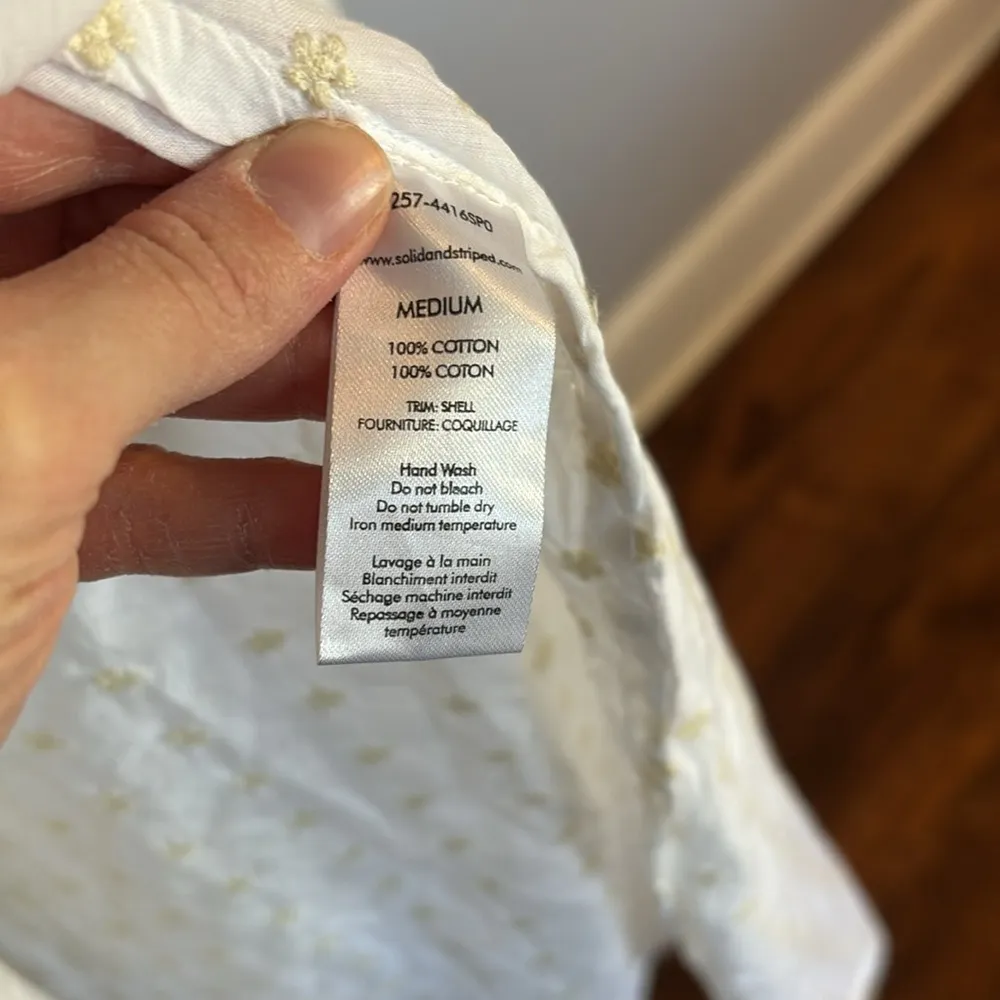 257-4416SP0
www.solidandstriped.com
MEDIUM
100% COTTON
100% COTON
TRIM: SHELL
FOURNITURE: COQUILLAGE
Hand Wash
Do not bleach
Do not tumble dry
Iron medium temperature
Lavage à la main
Blanchiment interdit
Séchage machine interdit
Repassage à moyenne
température